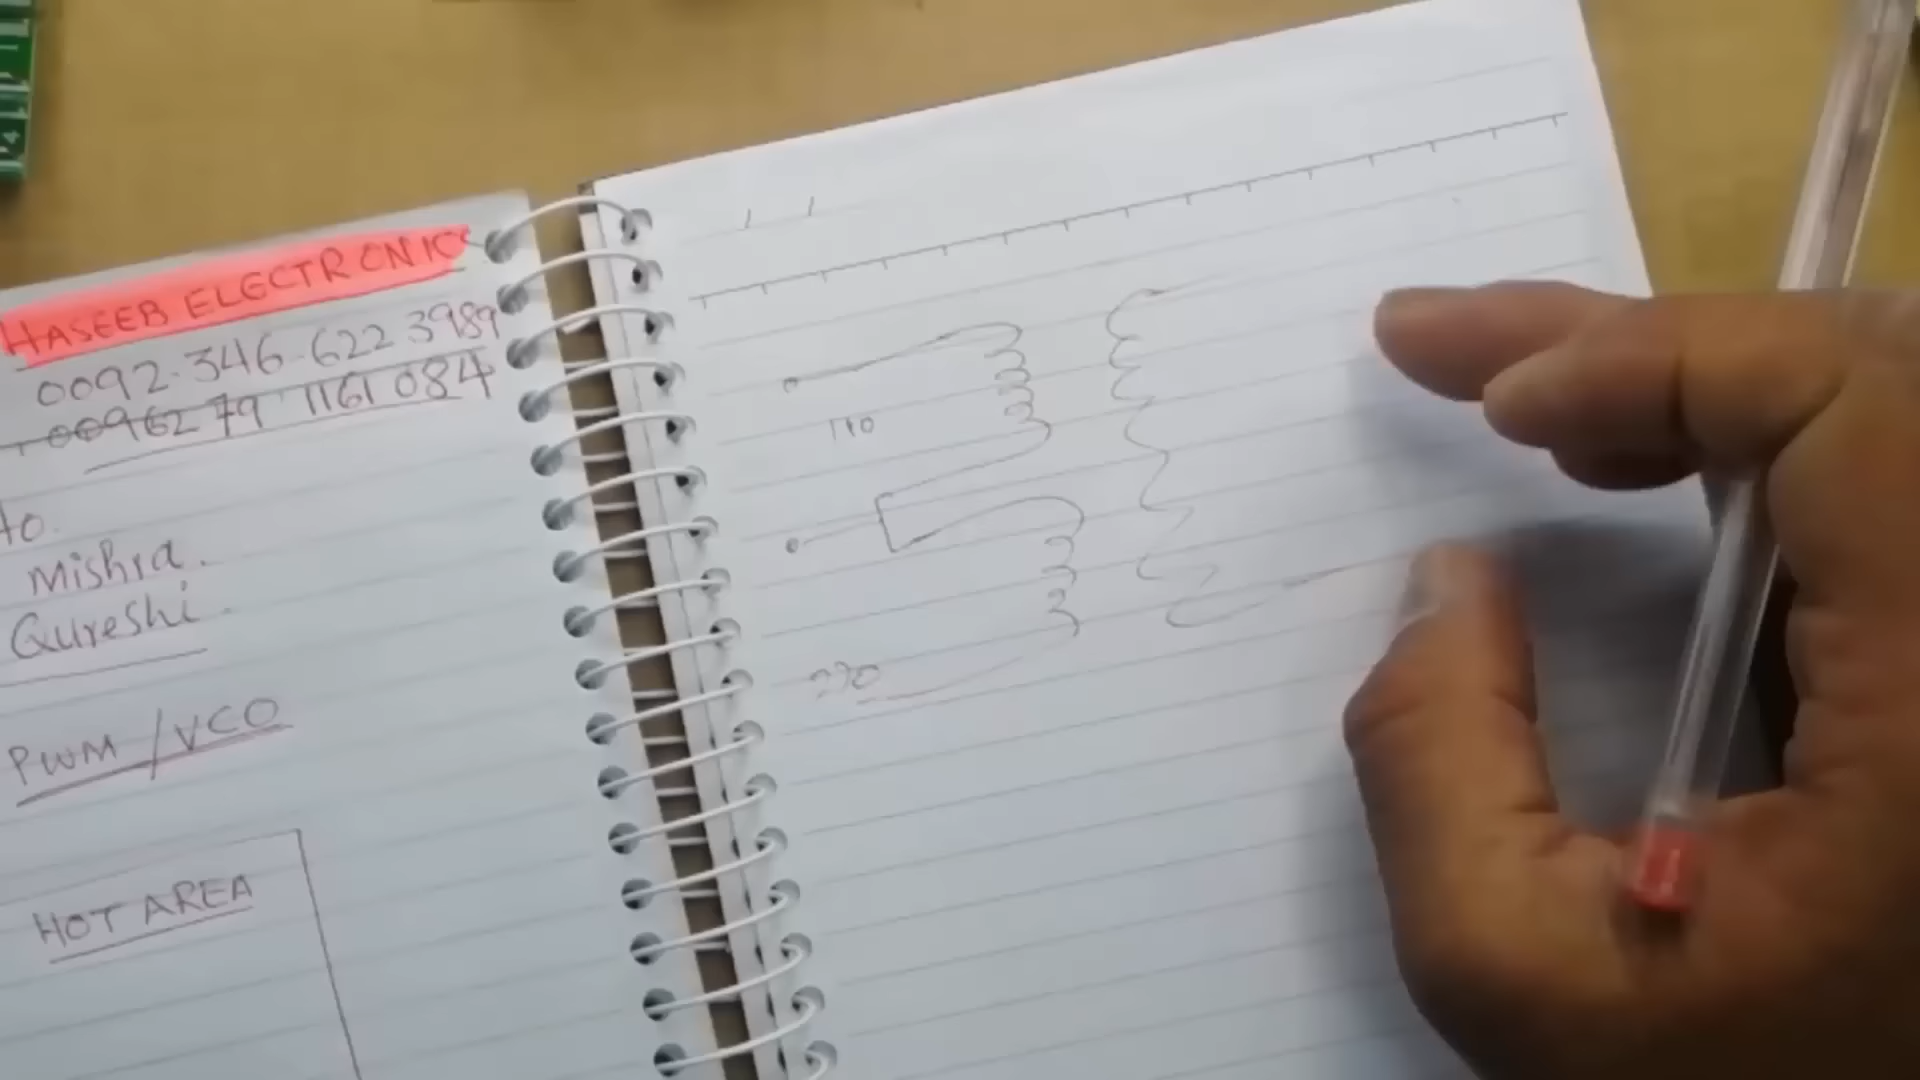 HASEEB ELECTRONICS
0092-346-622 3989
00962 79 1161 084
to.
Mishra.
Qureshi.
PWM/VCO
HOT AREA
110
220